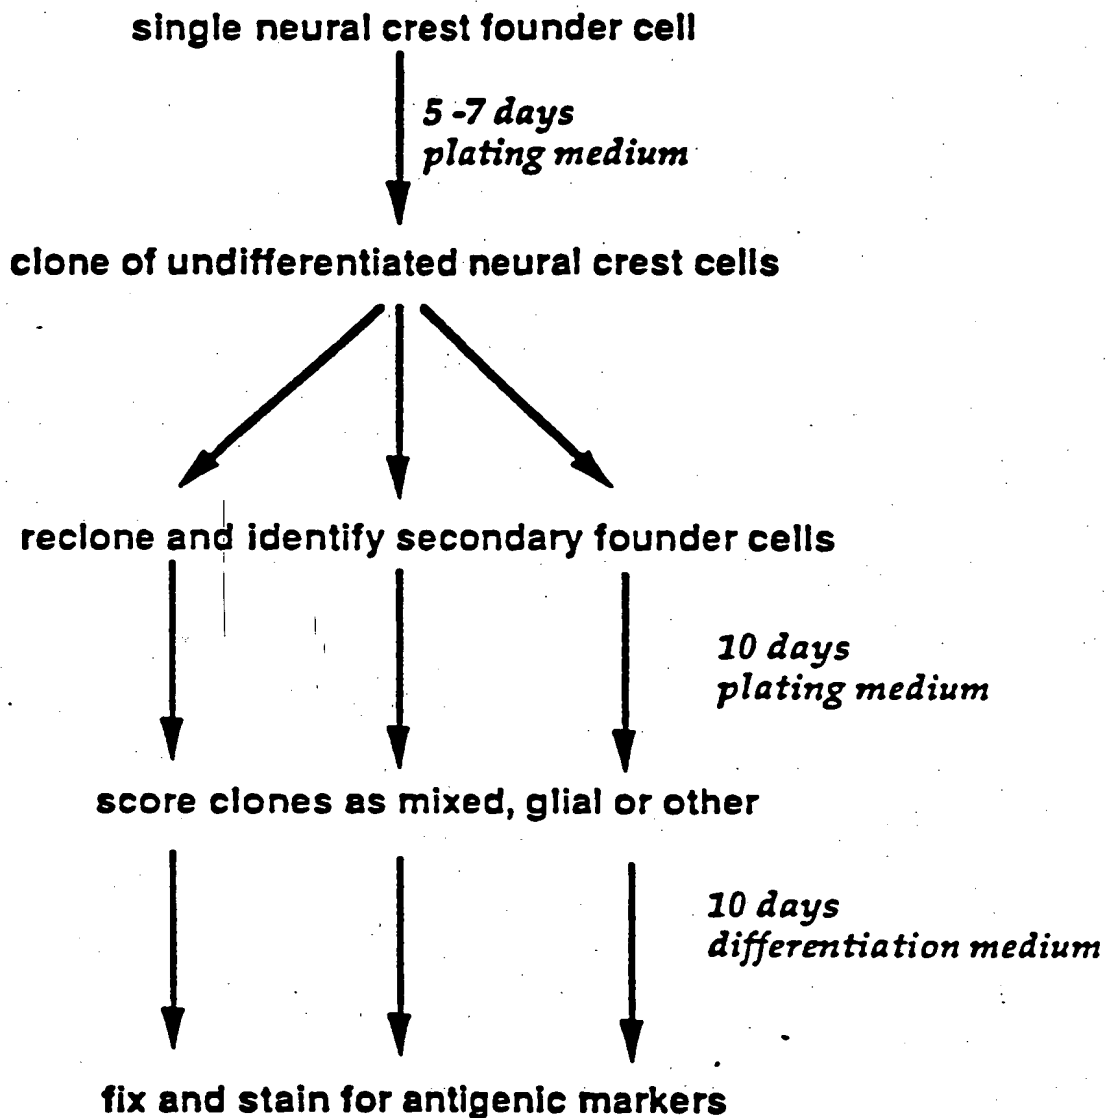 single neural crest founder cell
5 -7 days
plating medium
clone of undifferentiated neural crest cells
reclone and identify secondary founder cells
10 days
plating medium
score clones as mixed, glial or other
10 days
differentiation medium
fix and stain for antigenic markers